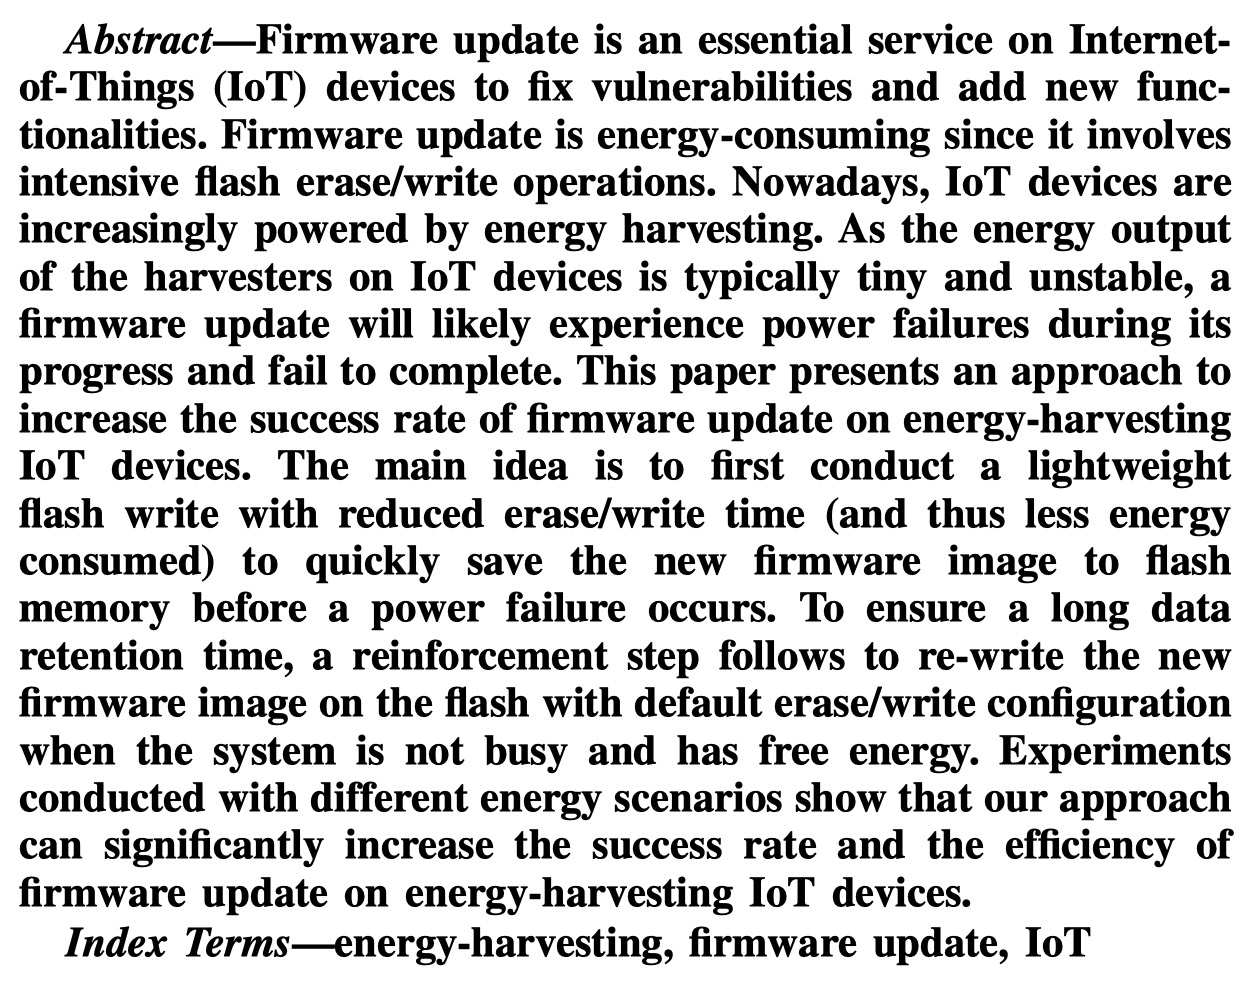 Abstract—Firmware update is an essential service on Internet-
of-Things (IoT) devices to fix vulnerabilities and add new func-
tionalities. Firmware update is energy-consuming since it involves
intensive flash erase/write operations. Nowadays, IoT devices are
increasingly powered by energy harvesting. As the energy output
of the harvesters on IoT devices is typically tiny and unstable, a
firmware update will likely experience power failures during its
progress and fail to complete. This paper presents an approach to
increase the success rate of firmware update on energy-harvesting
IoT devices. The main idea is to first conduct a lightweight
flash write with reduced erase/write time (and thus less energy
consumed) to quickly save the new firmware image to flash
memory before a power failure occurs. To ensure a long data
retention time, a reinforcement step follows to re-write the new
firmware image on the flash with default erase/write configuration
when the system is not busy and has free energy. Experiments
conducted with different energy scenarios show that our approach
can significantly increase the success rate and the efficiency of
firmware update on energy-harvesting IoT devices.
Index Terms—energy-harvesting, firmware update, IoT